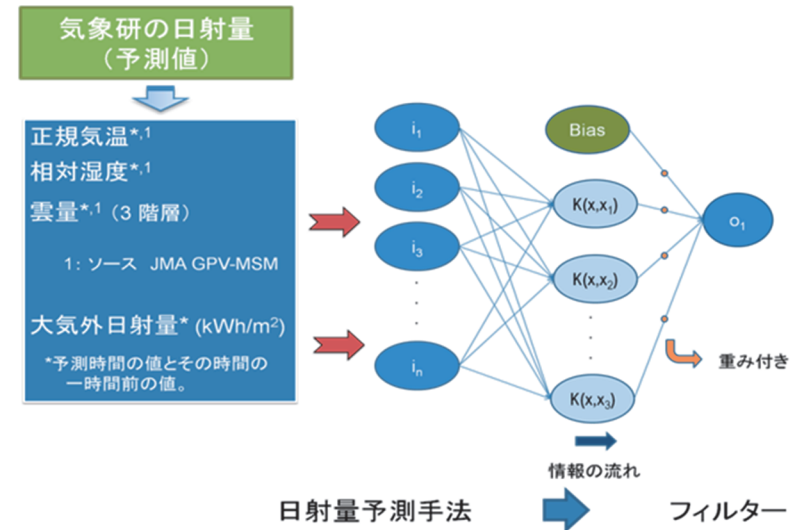 気象研の日射量
（予測値）
正規気温*,1
相対湿度*,1
雲量*,1（3 階層）
1: ソース JMA GPV-MSM
大気外日射量* (kWh/m2)
*予測時間の値とその時間の
一時間前の値。
i1
i2
i3
in
Bias
K(x,x1)
K(x,x2)
K(x,x3)
o1
重み付き
情報の流れ
日射量予測手法
フィルター